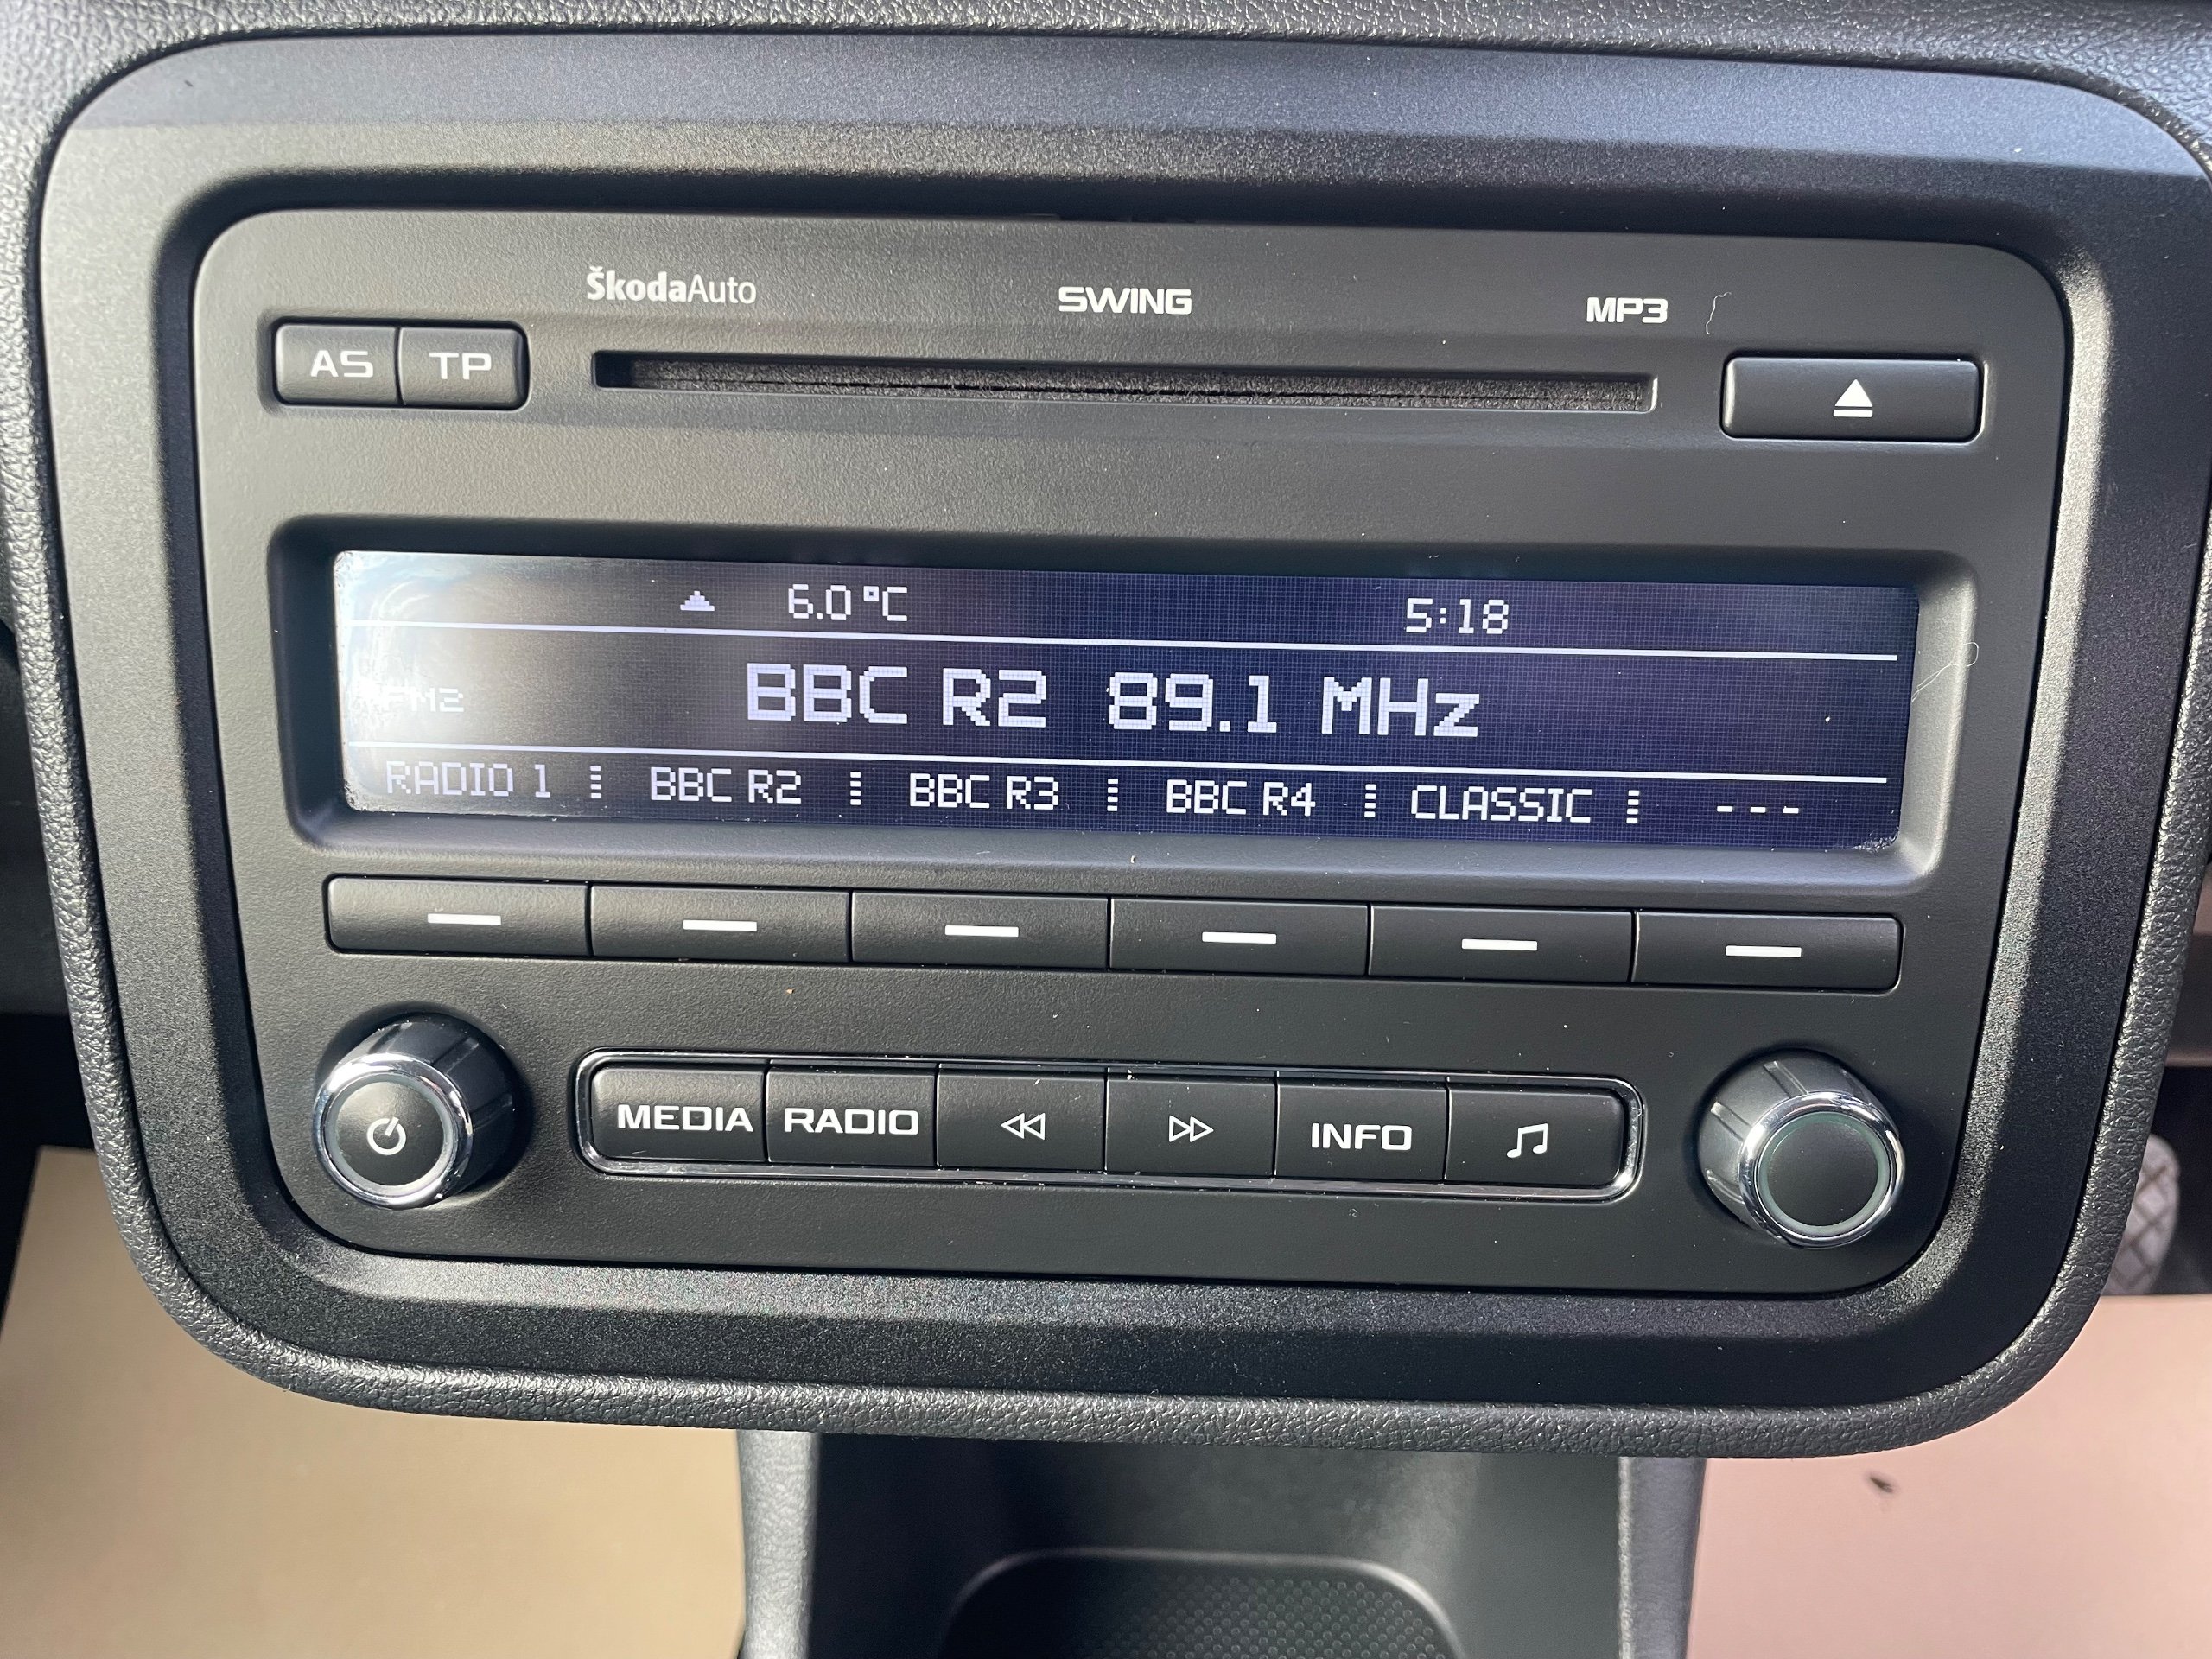 ŠkodaAuto SWING MP3
AS TP
6.0 °C 5:18
FM2 BBC R2 89.1 MHz
RADIO 1 BBC R2 BBC R3 BBC R4 CLASSIC ---
MEDIA RADIO INFO